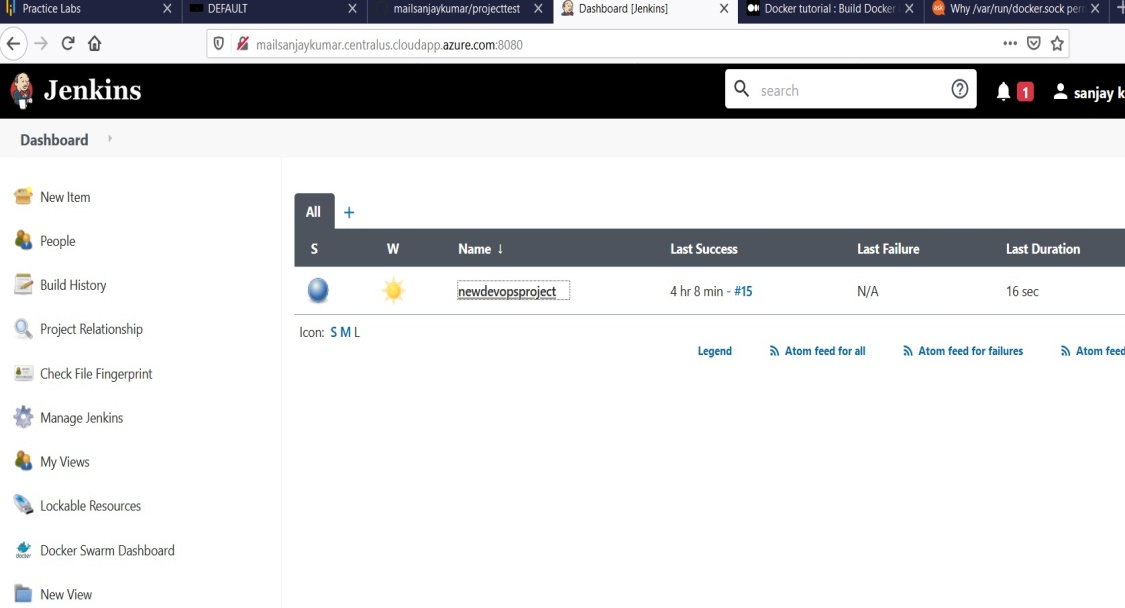 Practice Labs DEFAULT mailsanjaykumar/projecttest Dashboard [Jenkins] Docker tutorial : Build Docker Why /var/run/docker.sock pern
mailsanjaykumar.centralus.cloudapp.azure.com:8080
Jenkins search 1 sanjay k
Dashboard
New Item
People
Build History
Project Relationship
Check File Fingerprint
Manage Jenkins
My Views
Lockable Resources
docker Docker Swarm Dashboard
New View
All +
S W Name ↓ Last Success Last Failure Last Duration
newdevopsproject 4 hr 8 min - #15 N/A 16 sec
Icon: S M L
Legend Atom feed for all Atom feed for failures Atom feed